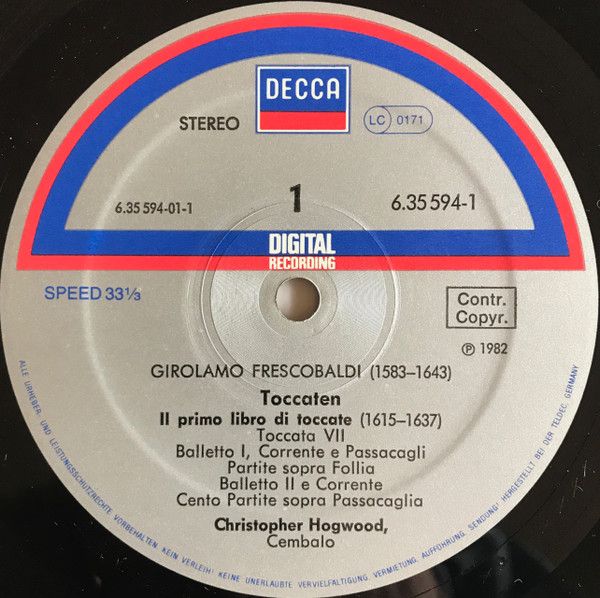 DECCA
STEREO
LC 0171
6.35 594-01-1
1
6.35 594-1
DIGITAL
RECORDING
SPEED 33⅓
Contr.
Copyr.
℗ 1982
GIROLAMO FRESCOBALDI (1583–1643)
Toccaten
Il primo libro di toccate (1615–1637)
Toccata VII
Balletto I, Corrente e Passacagli
Partite sopra Follia
Balletto II e Corrente
Cento Partite sopra Passacaglia
Christopher Hogwood,
Cembalo
ALLE URHEBER- UND LEISTUNGSSCHUTZRECHTE VORBEHALTEN. KEIN VERLEIH! KEINE UNERLAUBTE VERVIELFÄLTIGUNG, VERMIETUNG, AUFFÜHRUNG, SENDUNG! HERGESTELLT BEI DER TELDEC, GERMANY